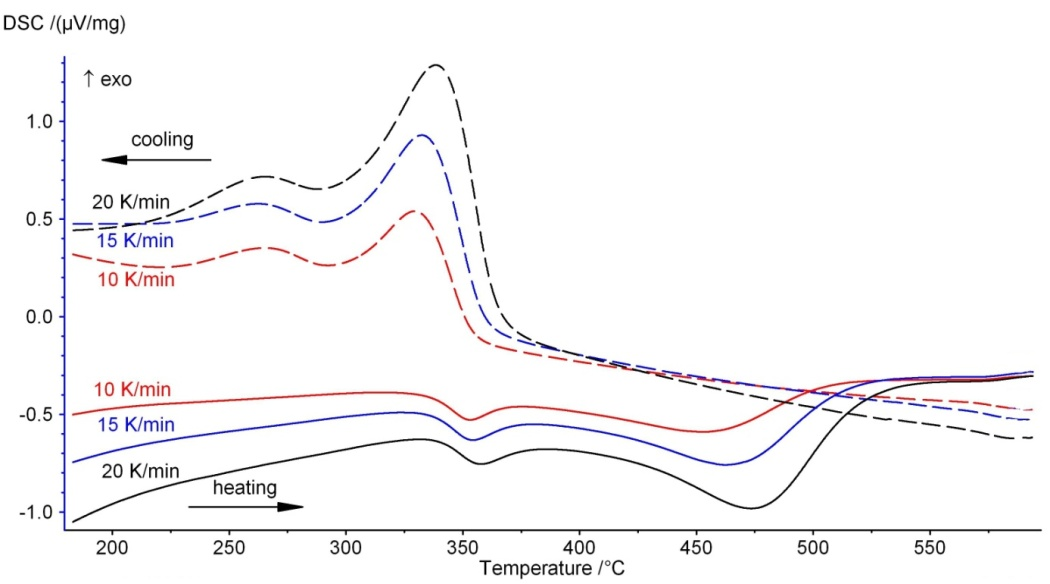 DSC /(µV/mg)
↑ exo
1.0
cooling
20 K/min
0.5
15 K/min
10 K/min
0.0
10 K/min
-0.5
15 K/min
20 K/min
heating
-1.0
200 250 300 350 400 450 500 550
Temperature /°C